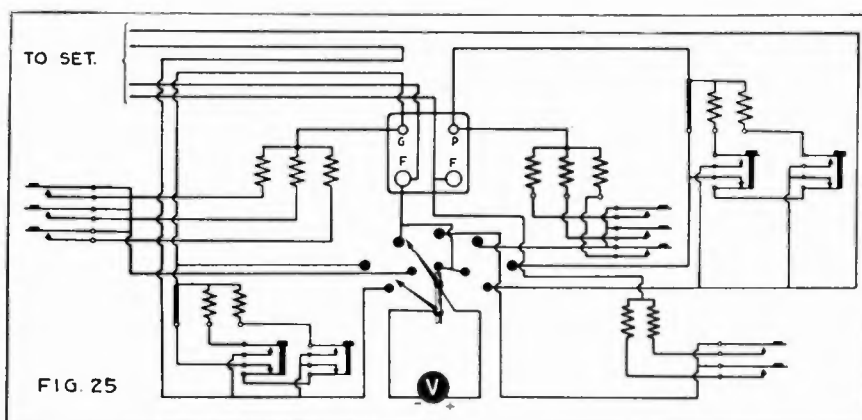 TO SET.
G P
F F
V
- +
FIG. 25